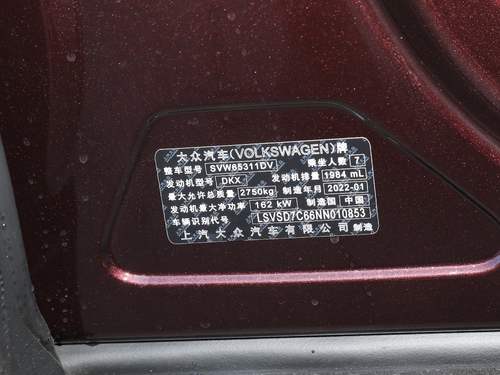 大众汽车(VOLKSWAGEN)牌
整车型号 SVW65311DV 乘坐人数 7
发动机型号 DKX 发动机排量 1984 mL
最大允许总质量 2750kg 制造年月 2022-01
发动机最大净功率 162 kW 制造国 中国
车辆识别代号 LSVSD7C66NN010853
上汽大众汽车有限公司 制造